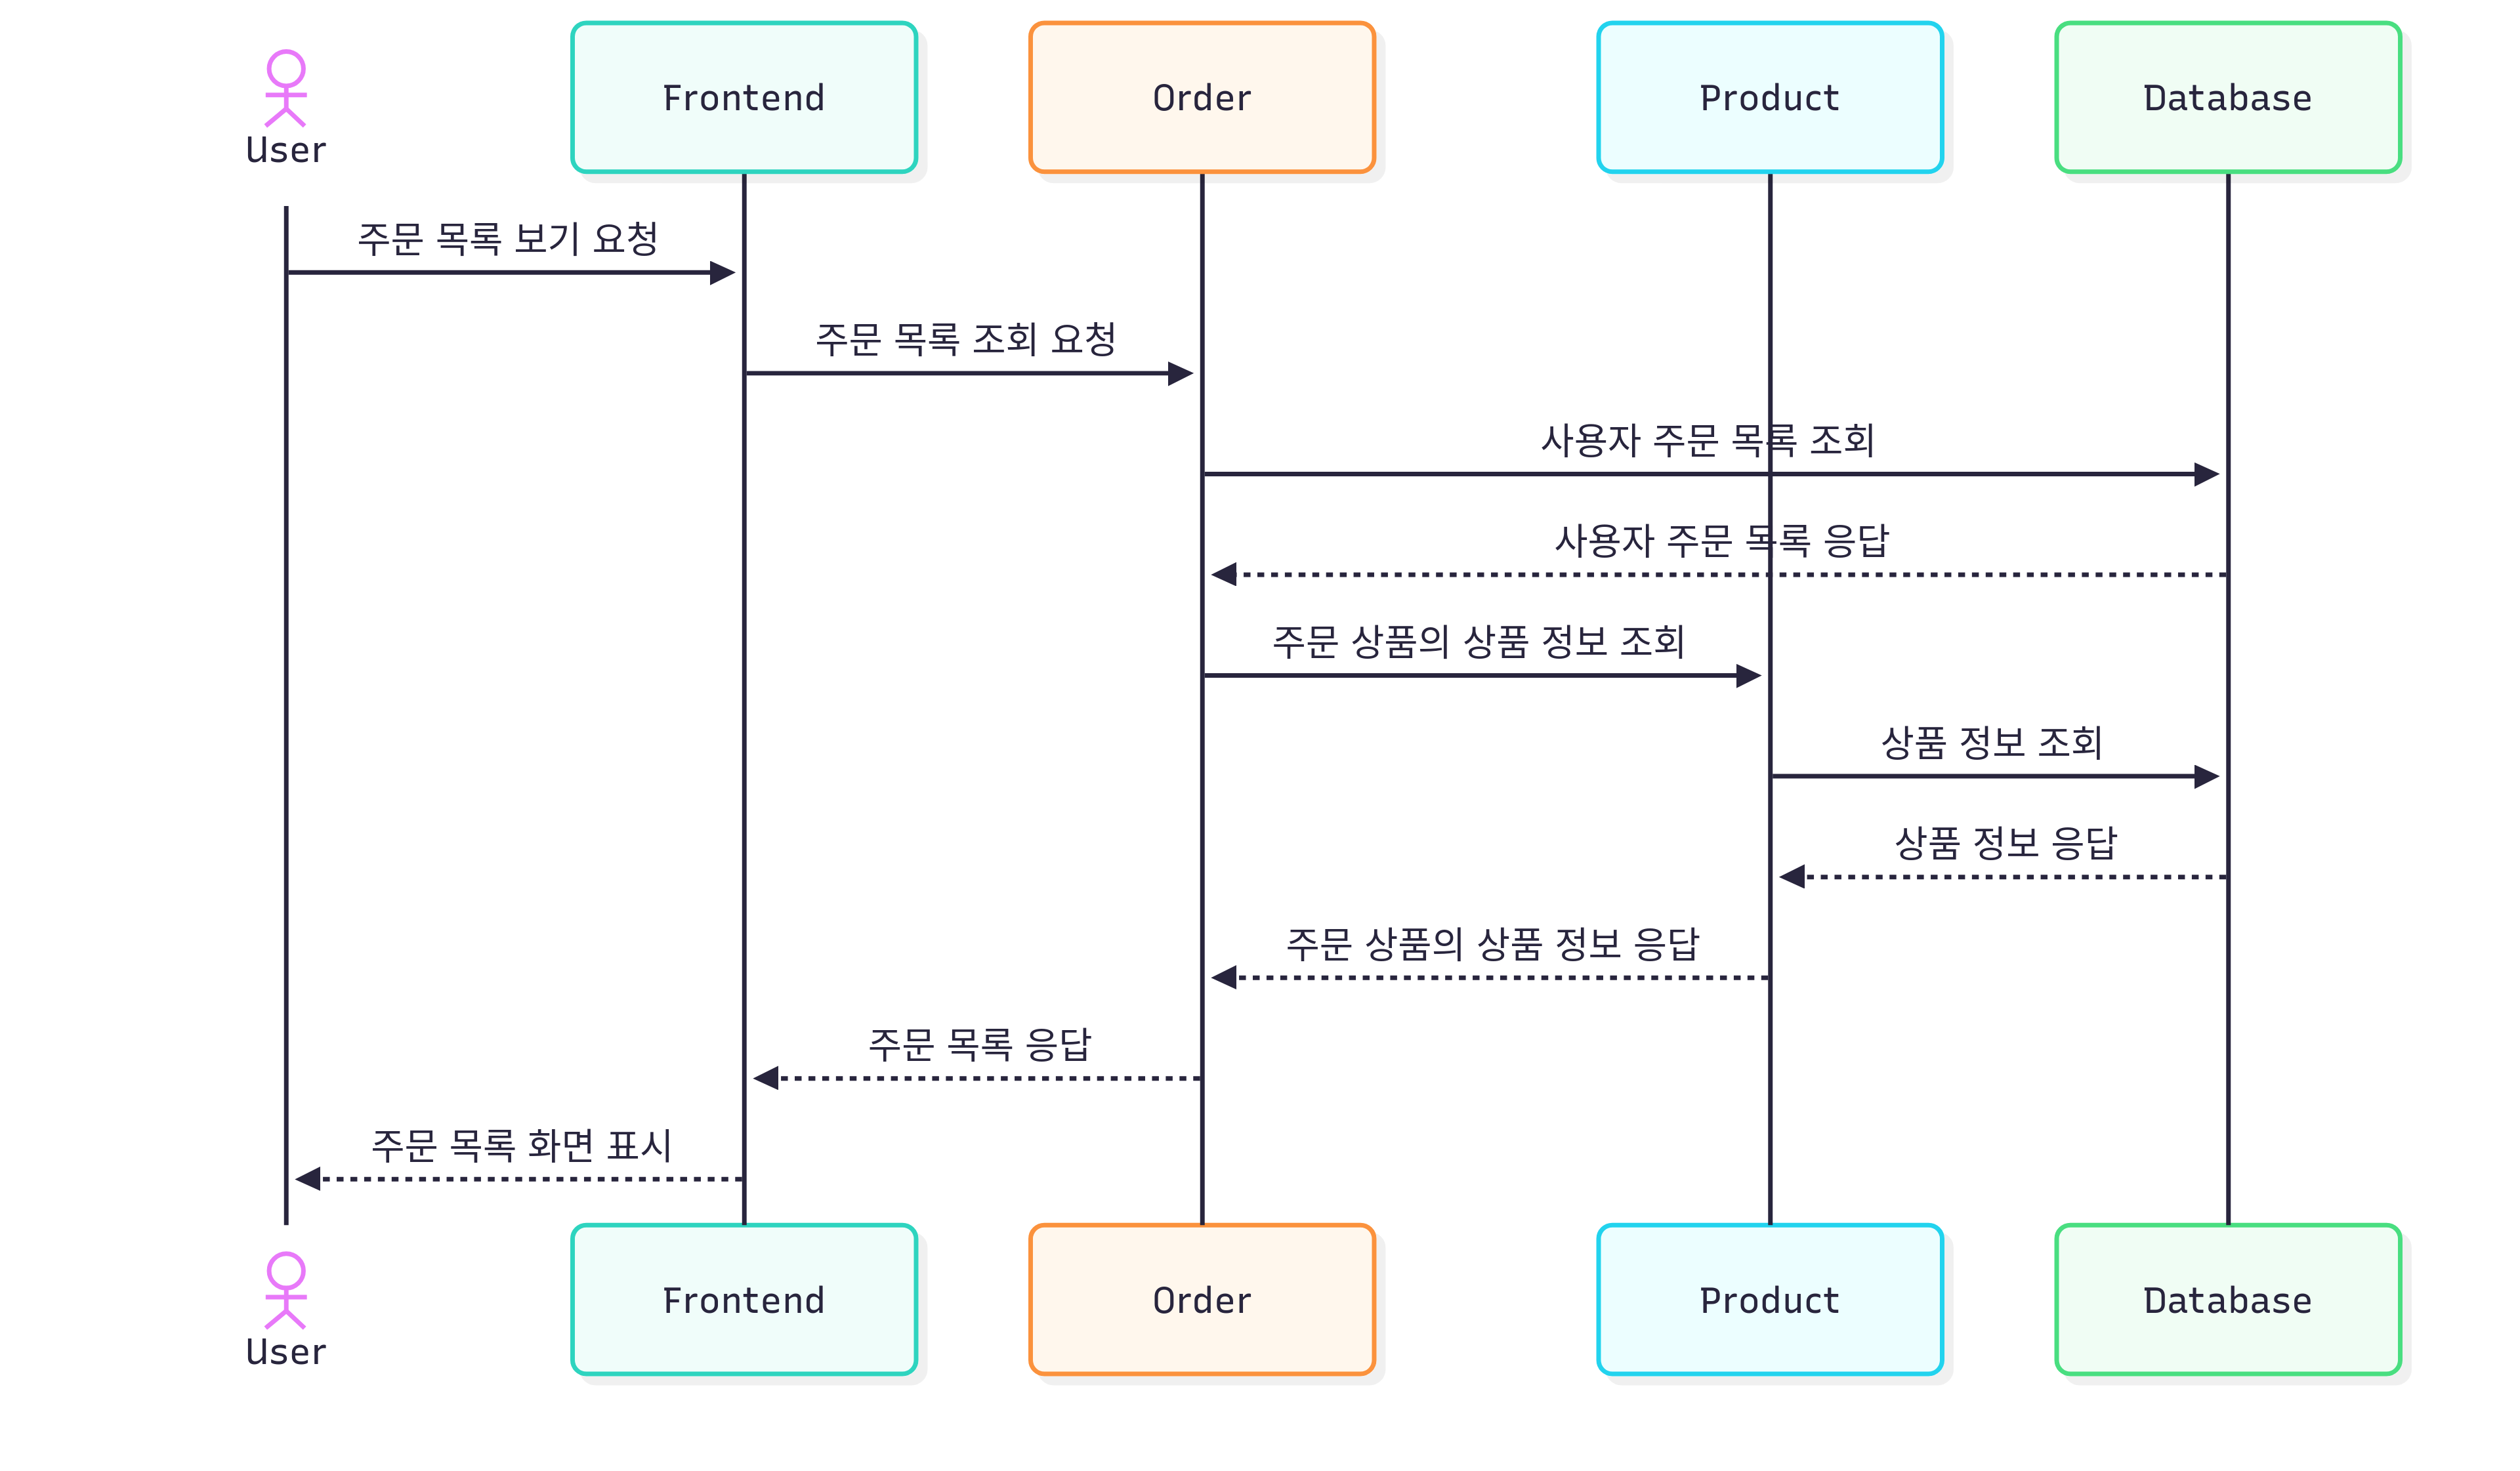 User
Frontend
Order
Product
Database
주문 목록 보기 요청
주문 목록 조회 요청
사용자 주문 목록 조회
사용자 주문 목록 응답
주문 상품의 상품 정보 조회
상품 정보 조회
상품 정보 응답
주문 상품의 상품 정보 응답
주문 목록 응답
주문 목록 화면 표시
User
Frontend
Order
Product
Database